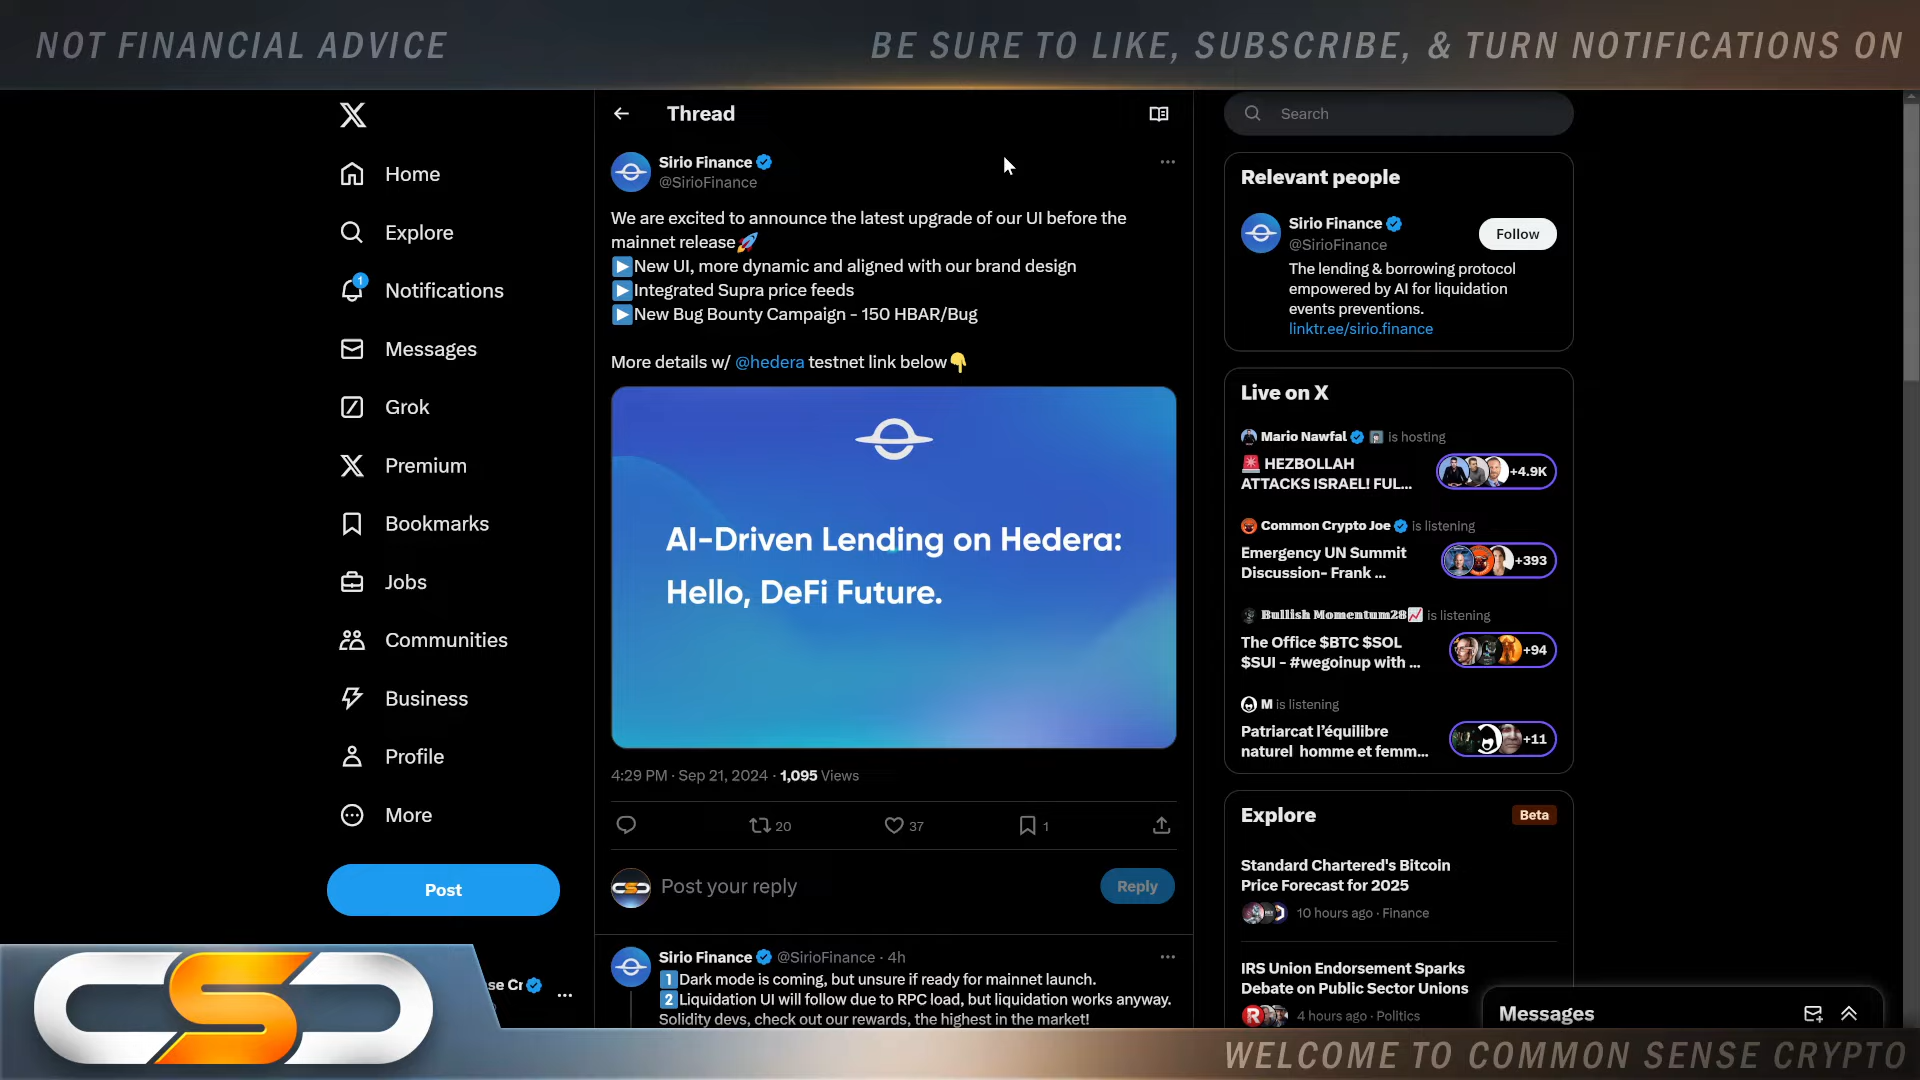 NOT FINANCIAL ADVICE
BE SURE TO LIKE, SUBSCRIBE, & TURN NOTIFICATIONS ON
Home
Explore
1
Notifications
Messages
Grok
Premium
Bookmarks
Jobs
Communities
Business
Profile
More
Post
se Cr
Thread
Sirio Finance
@SirioFinance
We are excited to announce the latest upgrade of our UI before the
mainnet release🚀
▶️New UI, more dynamic and aligned with our brand design
▶️Integrated Supra price feeds
▶️New Bug Bounty Campaign - 150 HBAR/Bug
More details w/ @hedera testnet link below👇
AI-Driven Lending on Hedera:
Hello, DeFi Future.
4:29 PM · Sep 21, 2024 · 1,095 Views
20
37
1
CSC
Post your reply
Reply
Sirio Finance @SirioFinance · 4h
1️⃣Dark mode is coming, but unsure if ready for mainnet launch.
2️⃣Liquidation UI will follow due to RPC load, but liquidation works anyway.
Solidity devs, check out our rewards, the highest in the market!
Search
Relevant people
Sirio Finance
@SirioFinance
Follow
The lending & borrowing protocol
empowered by AI for liquidation
events preventions.
linktr.ee/sirio.finance
Live on X
Mario Nawfal is hosting
🚨 HEZBOLLAH
ATTACKS ISRAEL! FUL...
+4.9K
Common Crypto Joe is listening
Emergency UN Summit
Discussion- Frank ...
+393
Bullish Momentum28📈 is listening
The Office $BTC $SOL
$SUI - #wegoinup with ...
+94
M is listening
Patriarcat l'équilibre
naturel homme et femm...
+11
Explore
Beta
Standard Chartered's Bitcoin
Price Forecast for 2025
10 hours ago · Finance
IRS Union Endorsement Sparks
Debate on Public Sector Unions
4 hours ago · Politics
Messages
CSC
WELCOME TO COMMON SENSE CRYPTO